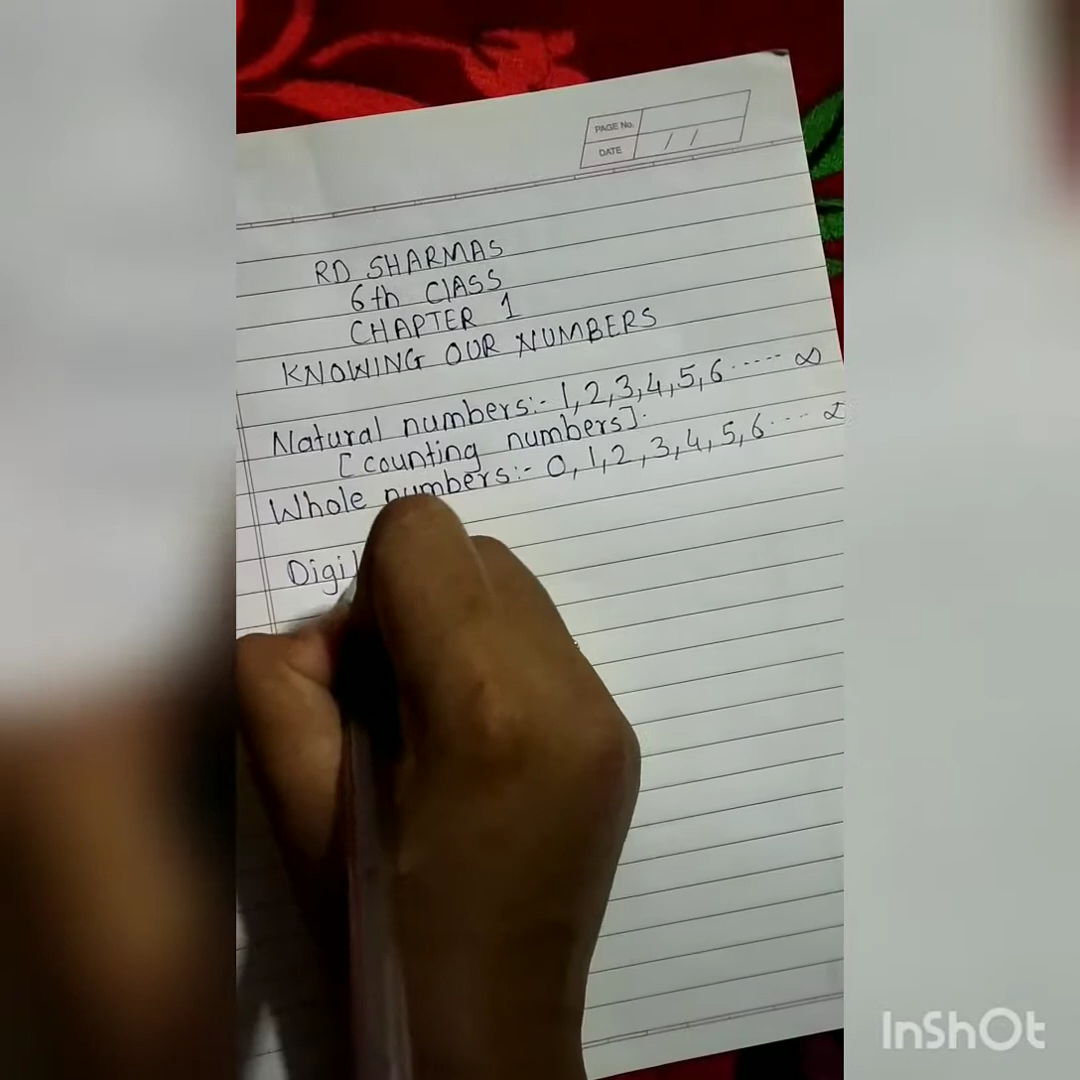 PAGE No.
DATE / /
RD SHARMAS
6th ClASS
CHAPTER 1
KNOWING OUR NUMBERS
Natural numbers:- 1,2,3,4,5,6..... ∞
[counting numbers].
Whole numbers:- 0,1,2,3,4,5,6.... ∞
Digi
InShOt